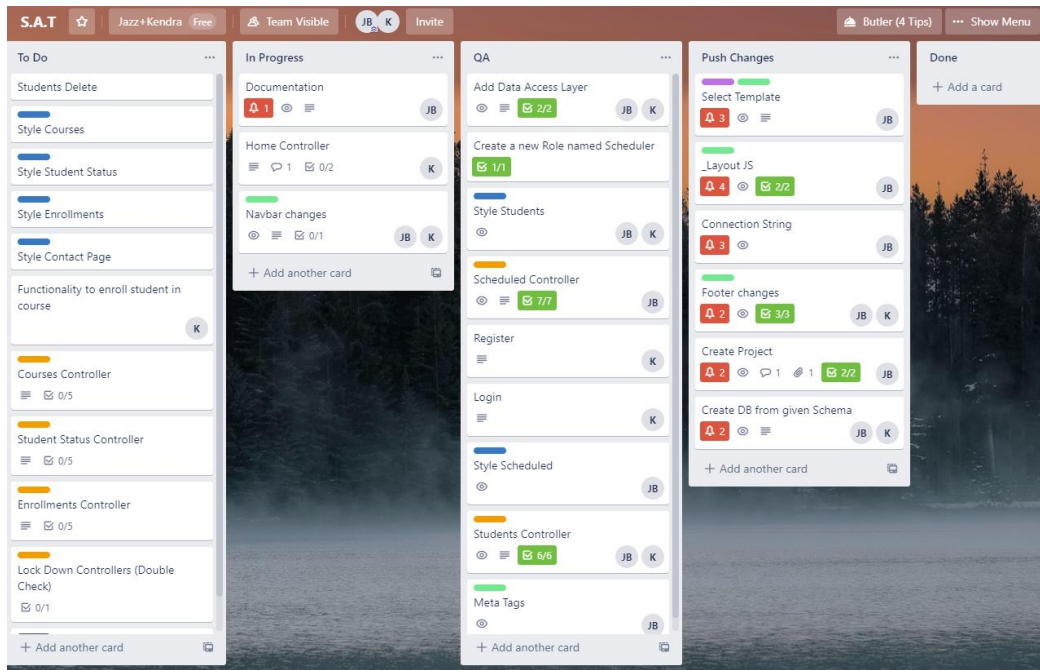 S.A.T
Jazz+Kendra Free
Team Visible
JB K
Invite
Butler (4 Tips)
... Show Menu
To Do
Students Delete
Style Courses
Style Student Status
Style Enrollments
Style Contact Page
Functionality to enroll student in
course
K
Courses Controller
0/5
Student Status Controller
0/5
Enrollments Controller
0/5
Lock Down Controllers (Double
Check)
0/1
+ Add another card
In Progress
Documentation
1
JB
Home Controller
1 0/2
K
Navbar changes
0/1
JB K
+ Add another card
QA
Add Data Access Layer
2/2
JB K
Create a new Role named Scheduler
1/1
Style Students
JB K
Scheduled Controller
7/7
JB
Register
K
Login
K
Style Scheduled
JB
Students Controller
6/6
JB K
Meta Tags
JB
+ Add another card
Push Changes
Select Template
3
JB
_Layout JS
4 2/2
JB
Connection String
3
JB
Footer changes
2 3/3
JB K
Create Project
2 1 1 2/2
JB
Create DB from given Schema
2
JB K
+ Add another card
Done
+ Add a card